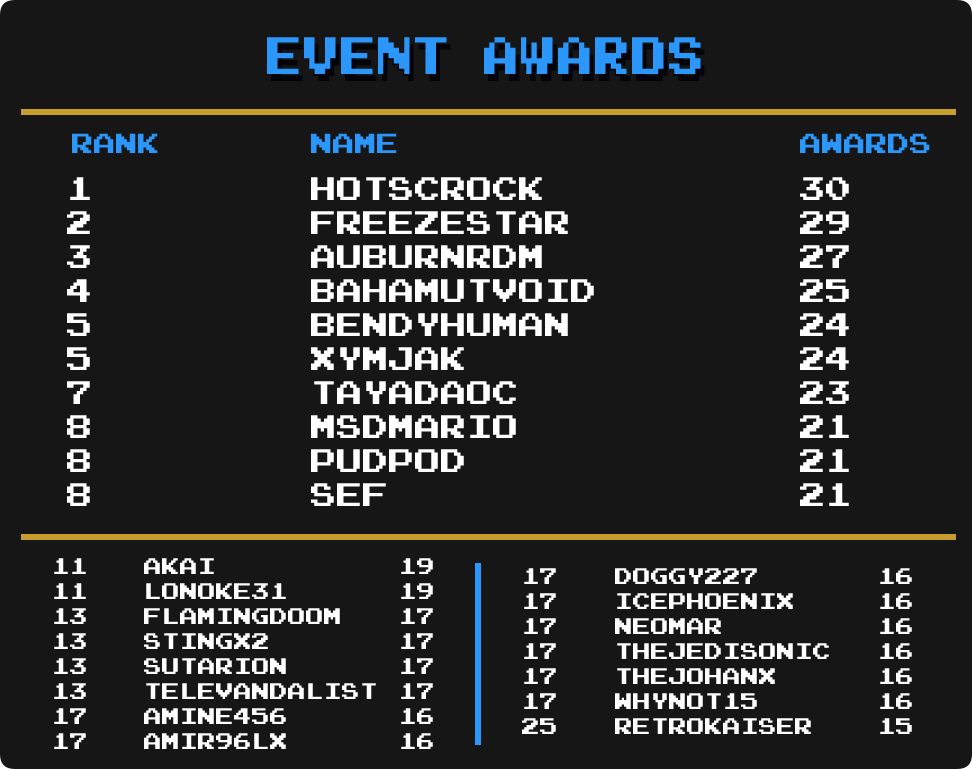 EVENT AWARDS
RANK NAME AWARDS
1 HOTSCROCK 30
2 FREEZESTAR 29
3 AUBURNRDM 27
4 BAHAMUTVOID 25
5 BENDYHUMAN 24
5 XYMJAK 24
7 TAYADAOC 23
8 MSDMARIO 21
8 PUDPOD 21
8 SEF 21
11 AKAI 19
11 LONOKE31 19
13 FLAMINGDOOM 17
13 STINGX2 17
13 SUTARION 17
13 TELEVANDALIST 17
17 AMINE456 16
17 AMIR96LX 16
17 DOGGY227 16
17 ICEPHOENIX 16
17 NEOMAR 16
17 THEJEDISONIC 16
17 THEJOHANX 16
17 WHYNOT15 16
25 RETROKAISER 15